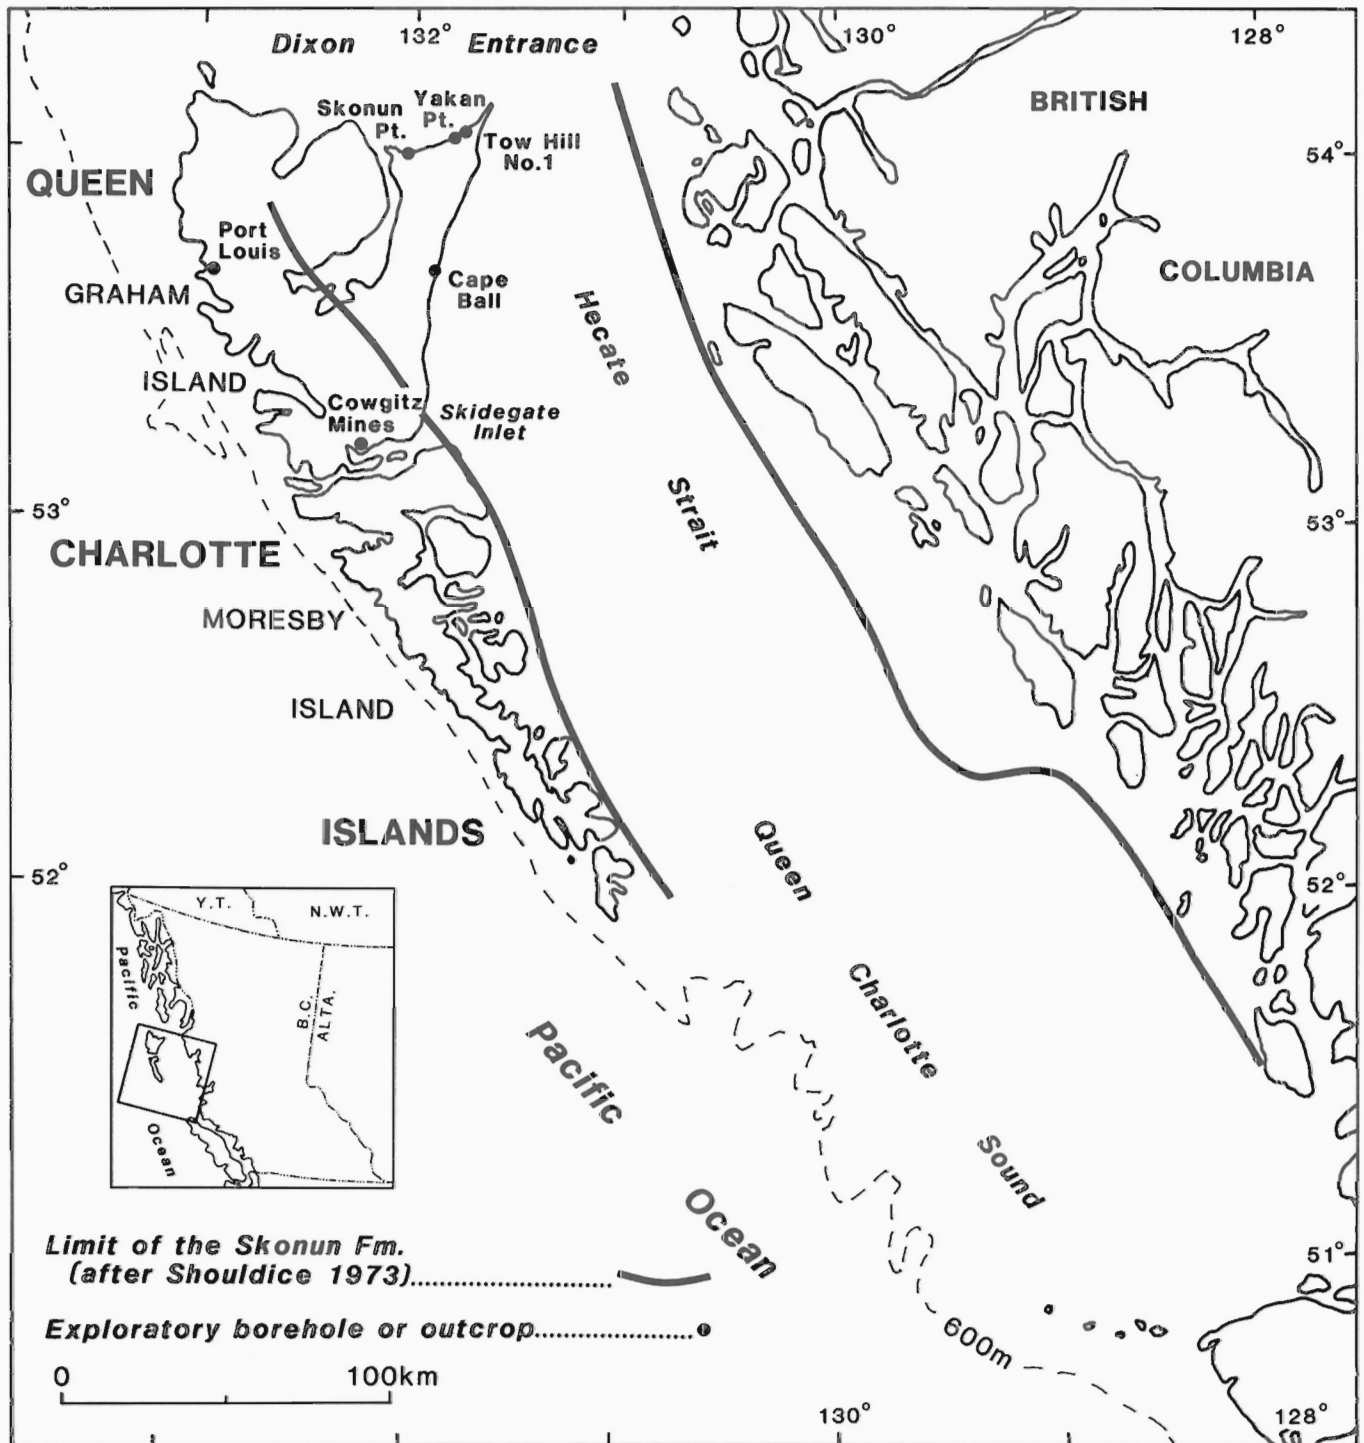 Dixon 132° Entrance
130°
128°
BRITISH
COLUMBIA
54°
Skonun
Pt.
Yakan
Pt.
Tow Hill
No.1
QUEEN
Port
Louis
GRAHAM
Cape
Ball
Hecate
ISLAND
Cowgitz
Mines
Skidegate
Inlet
Strait
53°
53°
CHARLOTTE
MORESBY
ISLAND
ISLANDS
Queen
52°
52°
Y.T.
N.W.T.
Pacific
B.C.
ALTA.
Ocean
Charlotte
Pacific
Sound
Ocean
51°
Limit of the Skonun Fm.
(after Shouldice 1973)
Exploratory borehole or outcrop
600m
0 100km
130°
128°